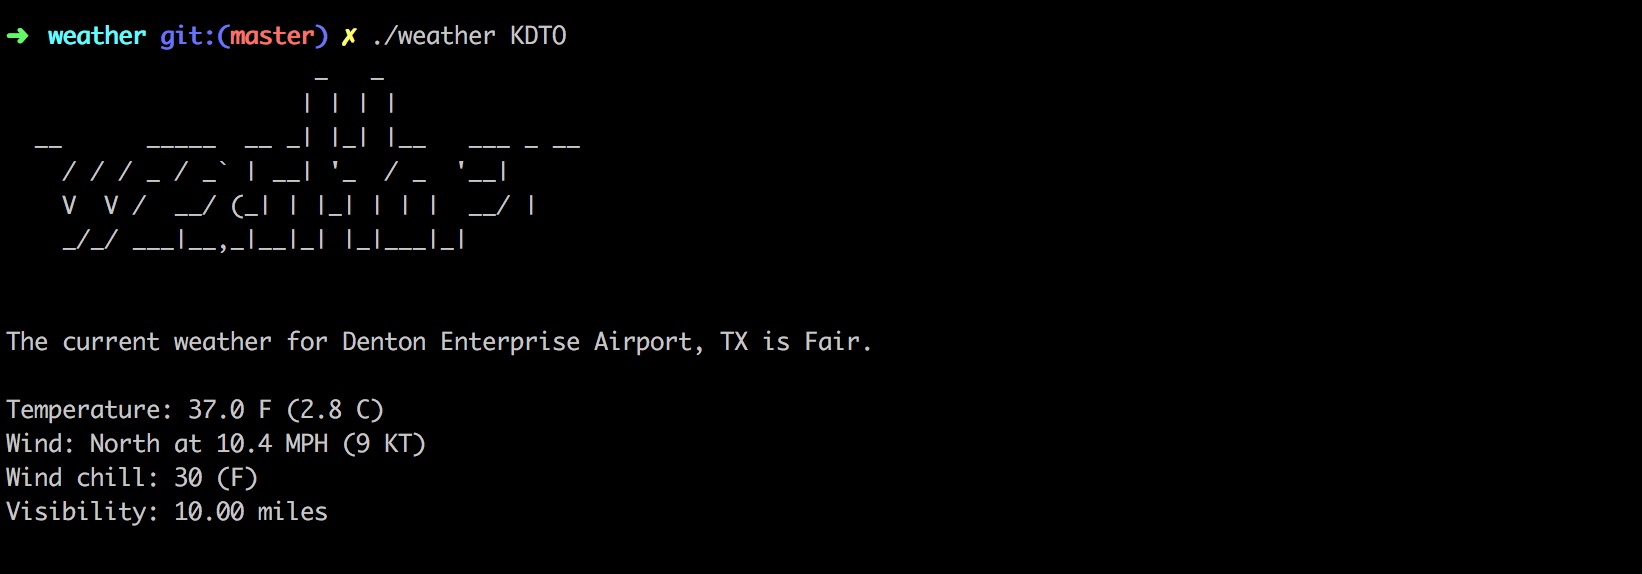 ➜ weather git:(master) ✗ ./weather KDTO
                      _   _
                     | | | |
  __      _____  __ _| |_| |__   ___ _ __
    / / / _ / _` | __| '_  / _  '__|
    V  V /  __/ (_| | |_| | | |  __/ |
    _/_/ ___|__,_|__|_| |_|___|_|
The current weather for Denton Enterprise Airport, TX is Fair.
Temperature: 37.0 F (2.8 C)
Wind: North at 10.4 MPH (9 KT)
Wind chill: 30 (F)
Visibility: 10.00 miles